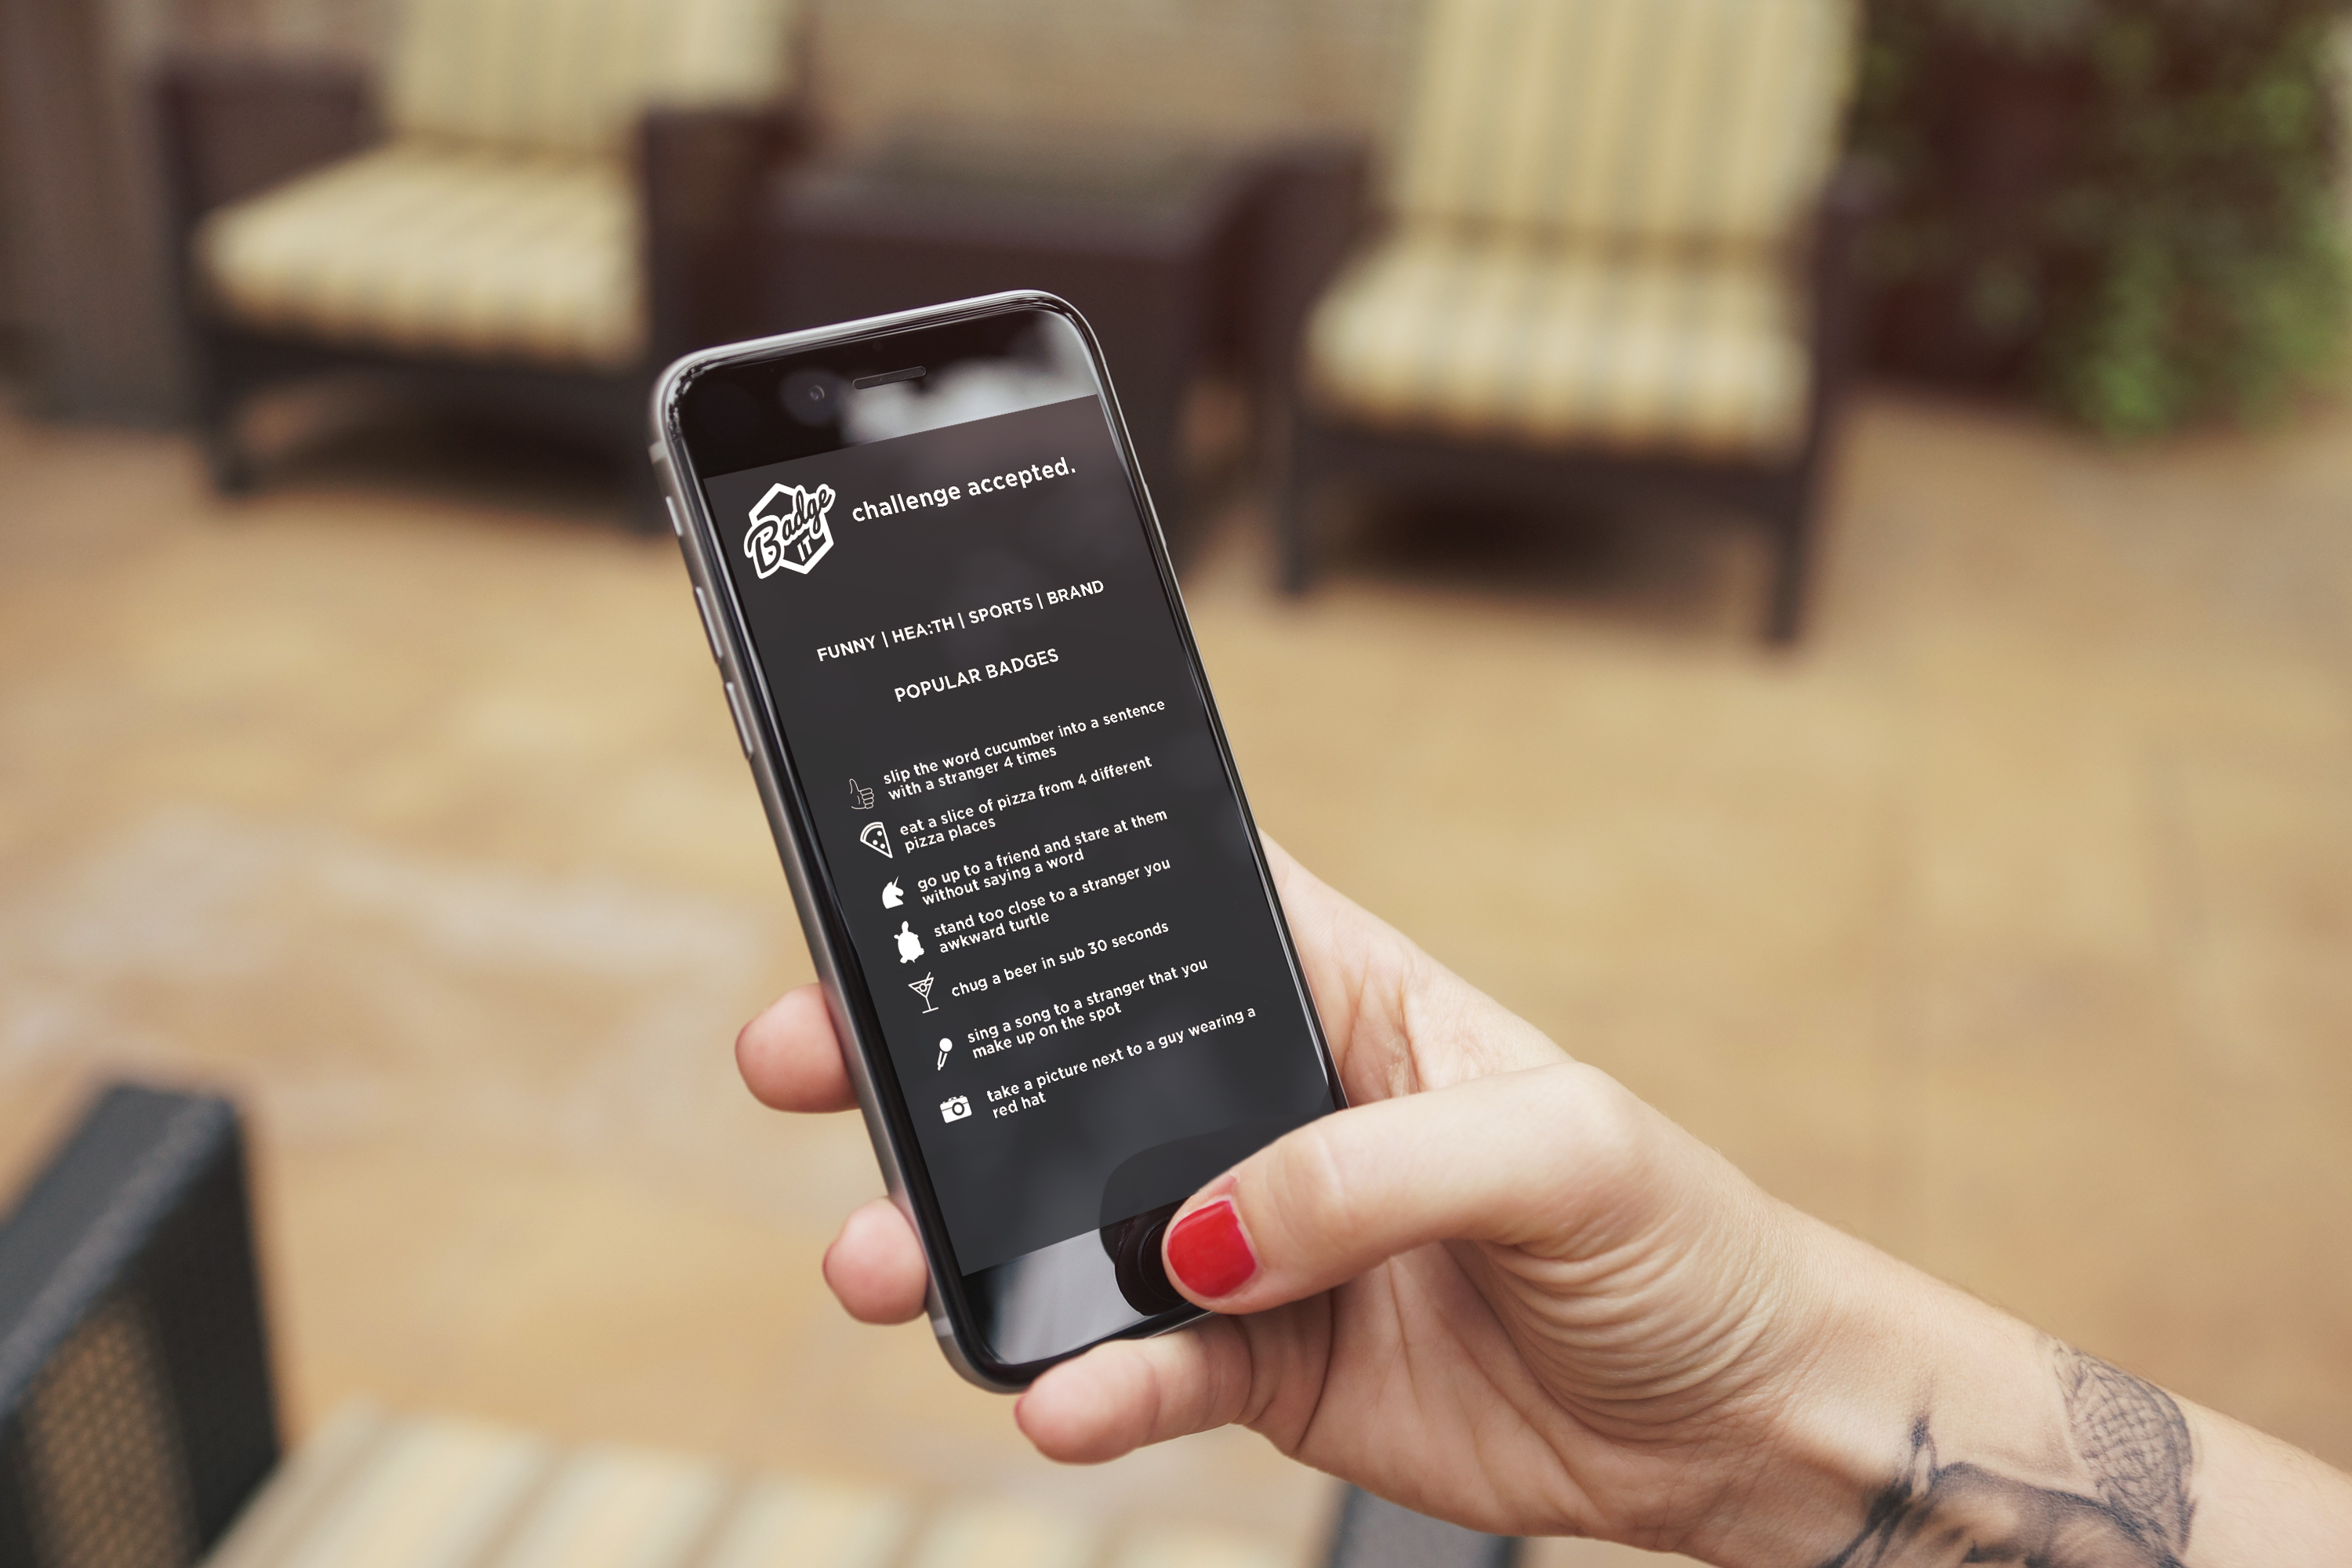 Badge
IT
challenge accepted.
FUNNY | HEA:TH | SPORTS | BRAND
POPULAR BADGES
slip the word cucumber into a sentence
with a stranger 4 times
eat a slice of pizza from 4 different
pizza places
go up to a friend and stare at them
without saying a word
stand too close to a stranger you
awkward turtle
chug a beer in sub 30 seconds
sing a song to a stranger that you
make up on the spot
take a picture next to a guy wearing a
red hat